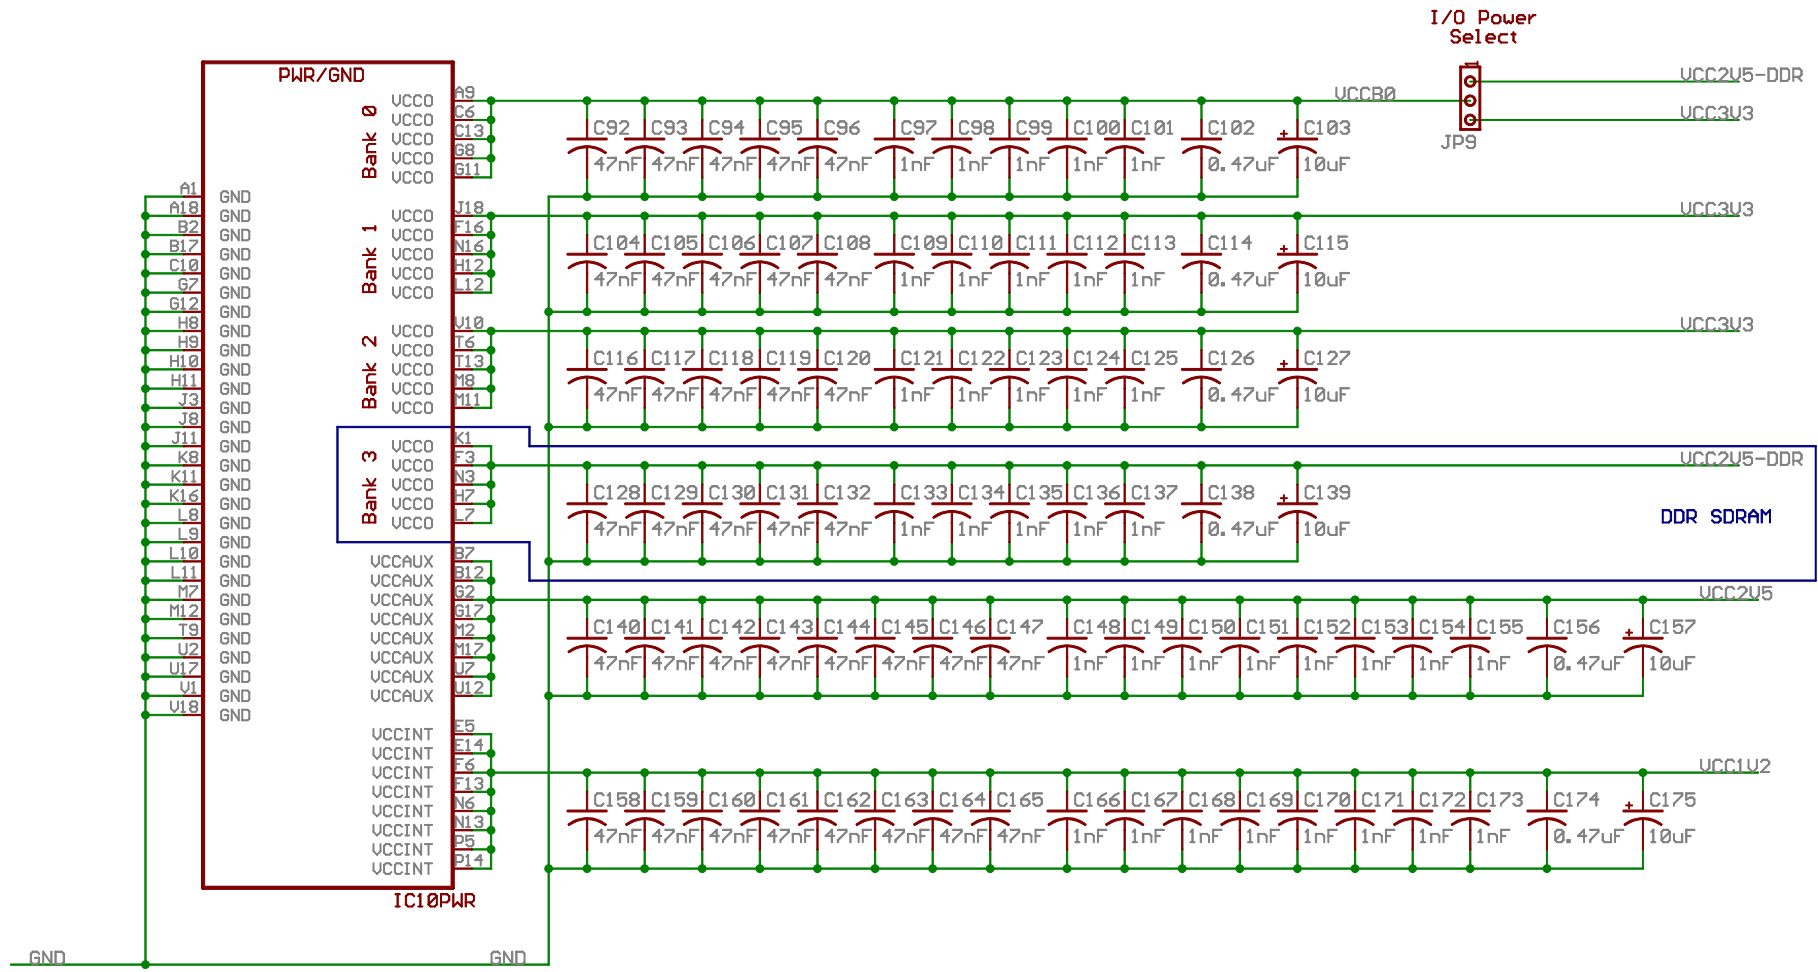 I/O Power
Select
PWR/GND
VCC2V5-DDR
VCCO A9
VCCB0
VCCO C6
VCC3V3
Bank 0
VCCO C13
C92 C93 C94 C95 C96 C97 C98 C99 C100 C101 C102 C103
JP9
VCCO G8
47nF 47nF 47nF 47nF 47nF 1nF 1nF 1nF 1nF 1nF 0.47uF 10uF
VCCO G11
A1 GND
A18 GND
VCCO J18
VCC3V3
B2 GND
VCCO F16
Bank 1
B17 GND
VCCO N16
C104 C105 C106 C107 C108 C109 C110 C111 C112 C113 C114 C115
C10 GND
VCCO H12
47nF 47nF 47nF 47nF 47nF 1nF 1nF 1nF 1nF 1nF 0.47uF 10uF
G7 GND
VCCO L12
G12 GND
H8 GND
VCCO V10
VCC3V3
H9 GND
VCCO T6
Bank 2
H10 GND
VCCO T13
C116 C117 C118 C119 C120 C121 C122 C123 C124 C125 C126 C127
H11 GND
VCCO M8
47nF 47nF 47nF 47nF 47nF 1nF 1nF 1nF 1nF 1nF 0.47uF 10uF
J3 GND
VCCO M11
J8 GND
J11 GND
VCCO K1
K8 GND
VCCO F3
VCC2V5-DDR
Bank 3
K11 GND
VCCO N3
C128 C129 C130 C131 C132 C133 C134 C135 C136 C137 C138 C139
K16 GND
VCCO H7
DDR SDRAM
L8 GND
VCCO L7
47nF 47nF 47nF 47nF 47nF 1nF 1nF 1nF 1nF 1nF 0.47uF 10uF
L9 GND
L10 GND
VCCAUX B7
L11 GND
VCCAUX B12
M7 GND
VCCAUX G2
VCC2V5
M12 GND
VCCAUX G17
C140 C141 C142 C143 C144 C145 C146 C147 C148 C149 C150 C151 C152 C153 C154 C155 C156 C157
T9 GND
VCCAUX M2
U2 GND
VCCAUX M17
47nF 47nF 47nF 47nF 47nF 47nF 47nF 47nF 1nF 1nF 1nF 1nF 1nF 1nF 1nF 1nF 0.47uF 10uF
U17 GND
VCCAUX U7
V1 GND
VCCAUX U12
V18 GND
VCCINT E5
VCCINT E14
VCCINT F6
VCC1V2
VCCINT F13
C158 C159 C160 C161 C162 C163 C164 C165 C166 C167 C168 C169 C170 C171 C172 C173 C174 C175
VCCINT N6
VCCINT N13
47nF 47nF 47nF 47nF 47nF 47nF 47nF 47nF 1nF 1nF 1nF 1nF 1nF 1nF 1nF 1nF 0.47uF 10uF
VCCINT P5
VCCINT P14
IC10PWR
GND
GND